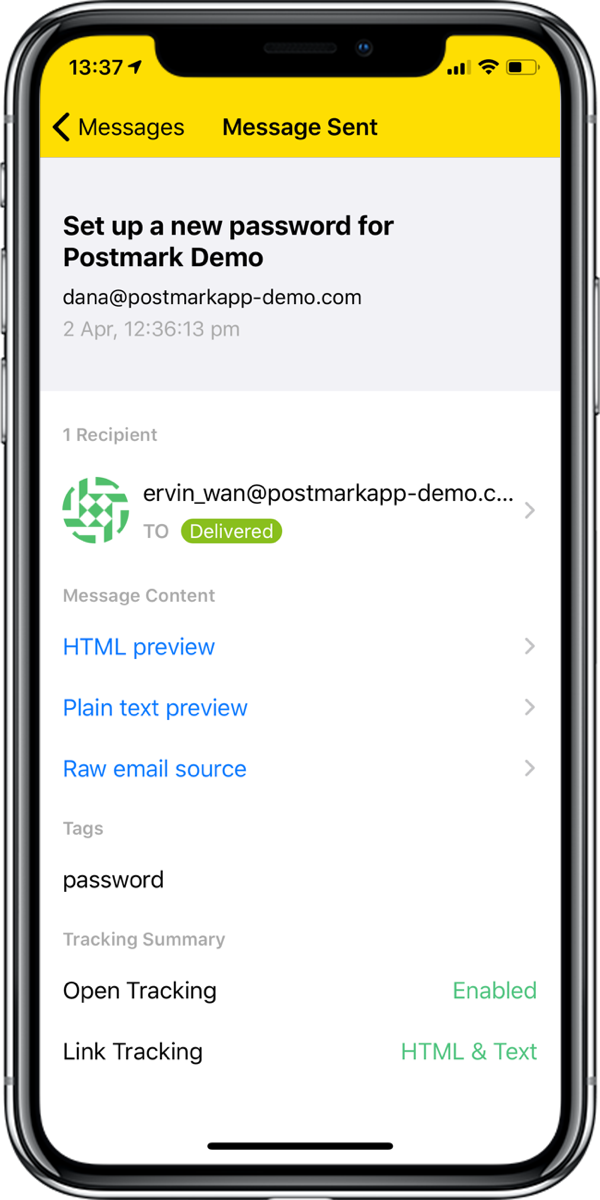 13:37
Messages
Message Sent
Set up a new password for
Postmark Demo
dana@postmarkapp-demo.com
2 Apr, 12:36:13 pm
1 Recipient
ervin_wan@postmarkapp-demo.c...
TO Delivered
Message Content
HTML preview
Plain text preview
Raw email source
Tags
password
Tracking Summary
Open Tracking Enabled
Link Tracking HTML & Text